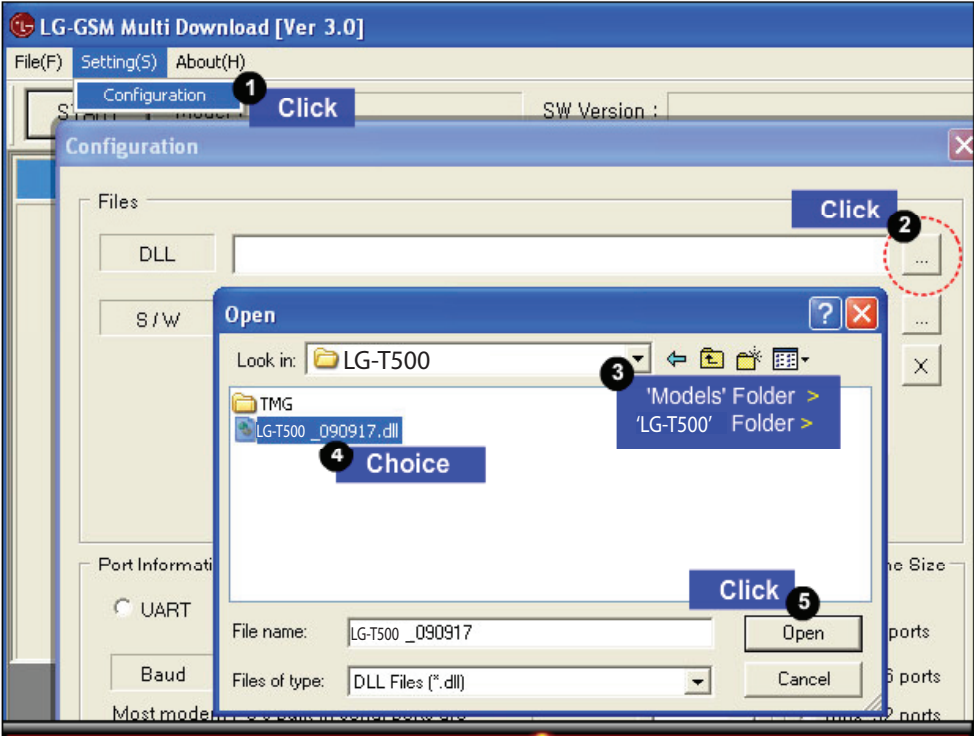 LG-GSM Multi Download [Ver 3.0]
File(F) Setting(S) About(H)
Configuration
1
Click
START
SW Version :
Configuration
Files
Click
2
DLL
...
S/W
...
X
Open
Look in: LG-T500
3
'Models' Folder >
'LG-T500' Folder >
TMG
LG-T500 _090917.dll
4
Choice
Port Informati
UART
Click
5
File name: LG-T500 _090917
Open
ports
Baud
Files of type: DLL Files (*.dll)
Cancel
ports
Size
ports